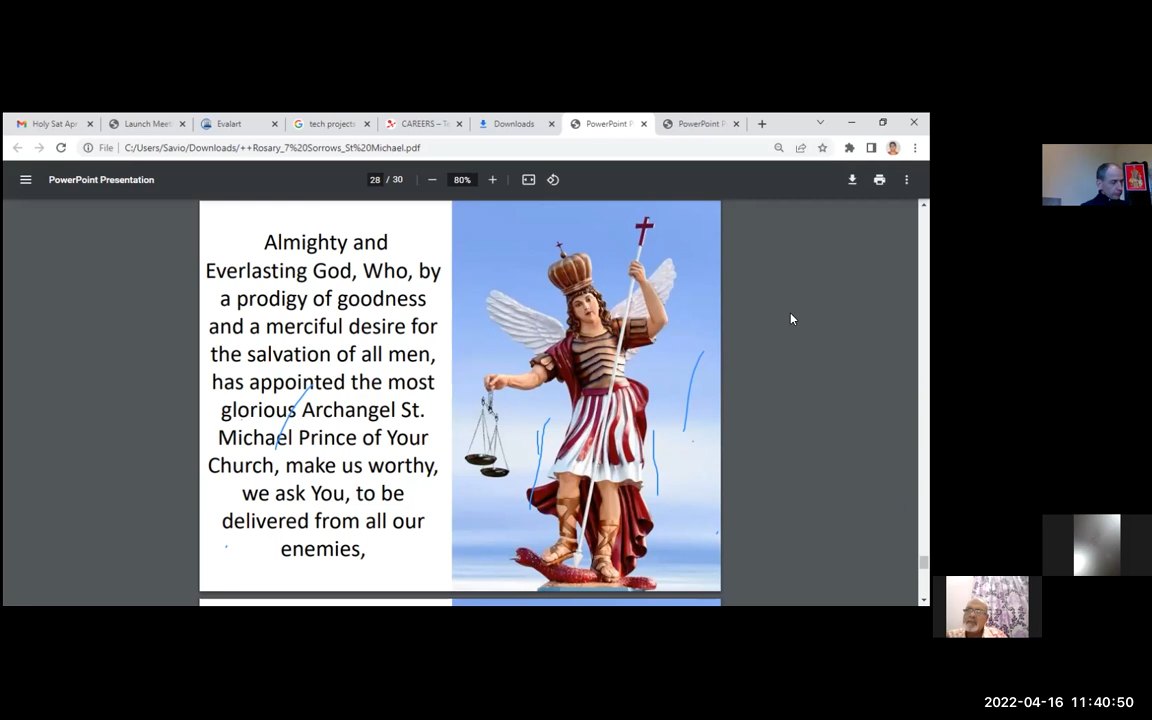 Holy Sat Apr
Launch Meet
Evalart
tech projects
CAREERS – T
Downloads
PowerPoint P
PowerPoint P
File
C:/Users/Savio/Downloads/++Rosary_7%20Sorrows_St%20Michael.pdf
PowerPoint Presentation
28 / 30
80%
Almighty and
Everlasting God, Who, by
a prodigy of goodness
and a merciful desire for
the salvation of all men,
has appointed the most
glorious Archangel St.
Michael Prince of Your
Church, make us worthy,
we ask You, to be
delivered from all our
enemies,
2022-04-16 11:40:50